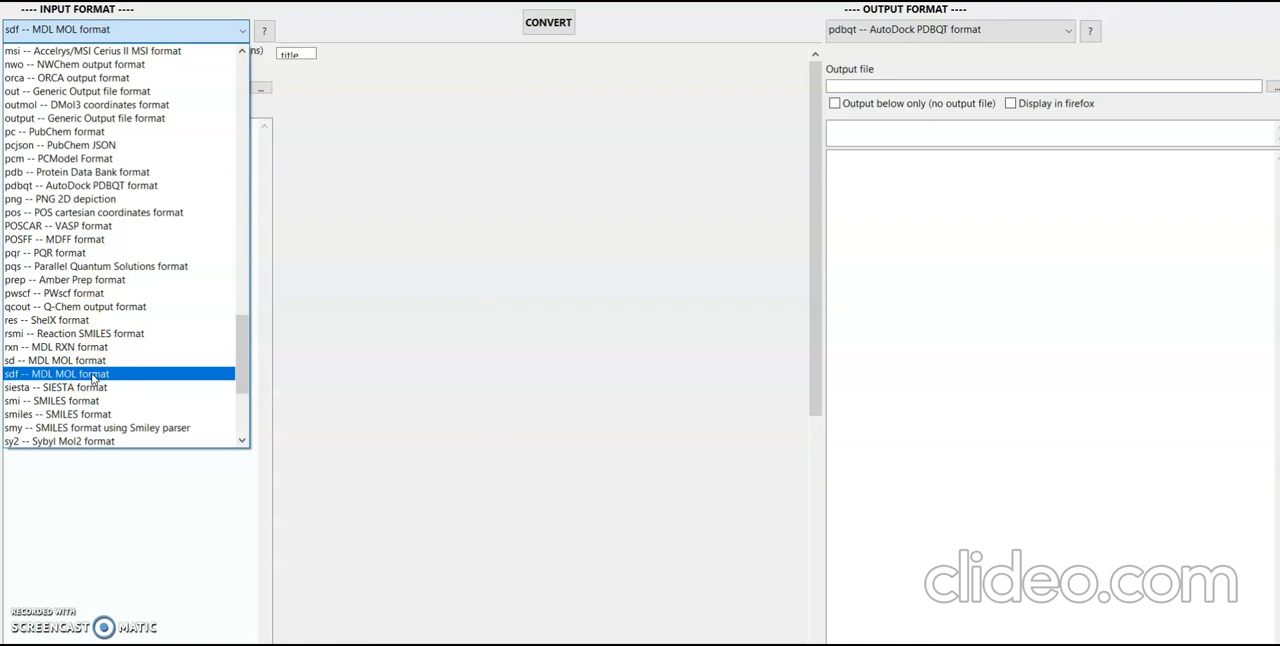 ---- INPUT FORMAT ----
---- OUTPUT FORMAT ----
sdf -- MDL MOL format
?
CONVERT
pdbqt -- AutoDock PDBQT format
?
msi -- Accelrys/MSI Cerius II MSI format
ns)
title
nwo -- NWChem output format
orca -- ORCA output format
out -- Generic Output file format
...
outmol -- DMol3 coordinates format
output -- Generic Output file format
pc -- PubChem format
pcjson -- PubChem JSON
pcm -- PCModel Format
pdb -- Protein Data Bank format
pdbqt -- AutoDock PDBQT format
png -- PNG 2D depiction
pos -- POS cartesian coordinates format
POSCAR -- VASP format
POSFF -- MDFF format
pqr -- PQR format
pqs -- Parallel Quantum Solutions format
prep -- Amber Prep format
pwscf -- PWscf format
qcout -- Q-Chem output format
res -- ShelX format
rsmi -- Reaction SMILES format
rxn -- MDL RXN format
sd -- MDL MOL format
sdf -- MDL MOL format
siesta -- SIESTA format
smi -- SMILES format
smiles -- SMILES format
smy -- SMILES format using Smiley parser
sy2 -- Sybyl Mol2 format
Output file
...
Output below only (no output file)
Display in firefox
clideo.com
RECORDED WITH
SCREENCAST MATIC